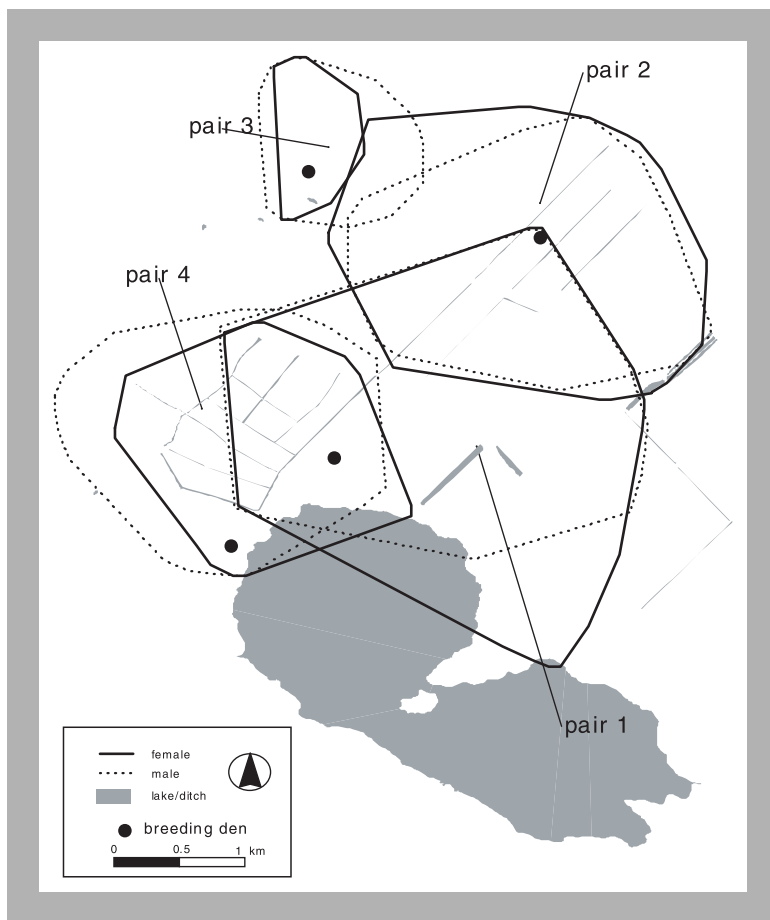 pair 2
pair 3
pair 4
pair 1
female
male
lake/ditch
breeding den
0 0.5 1 km